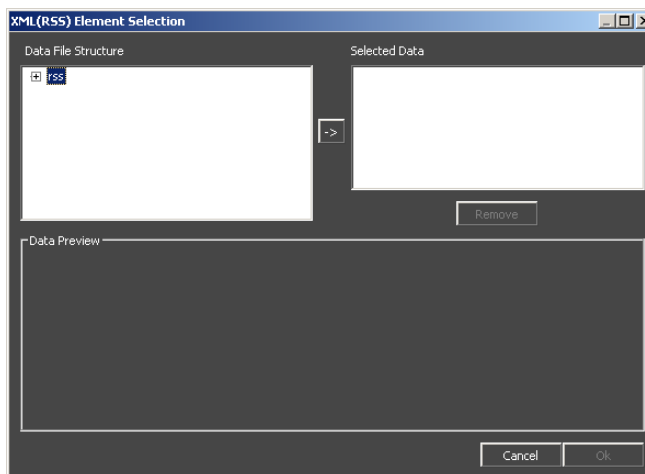 XML(RSS) Element Selection
Data File Structure
Selected Data
rss
->
Remove
Data Preview
Cancel
Ok